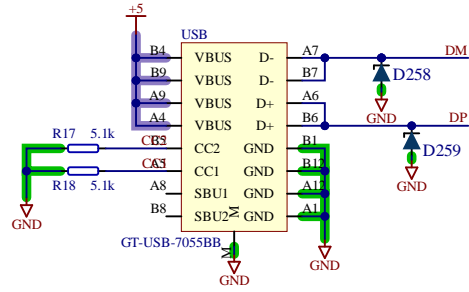 +5
USB
B4 VBUS D- A7 DM
B9 VBUS D- B7 D258
A9 VBUS D+ A6 GND
A4 VBUS D+ B6 DP
R17 5.1k B5 CC2 GND B1 D259
A5 CC1 GND B12 GND
R18 5.1k A8 SBU1 GND A12
B8 SBU2 GND A1
GND M
GT-USB-7055BB
M GND
GND